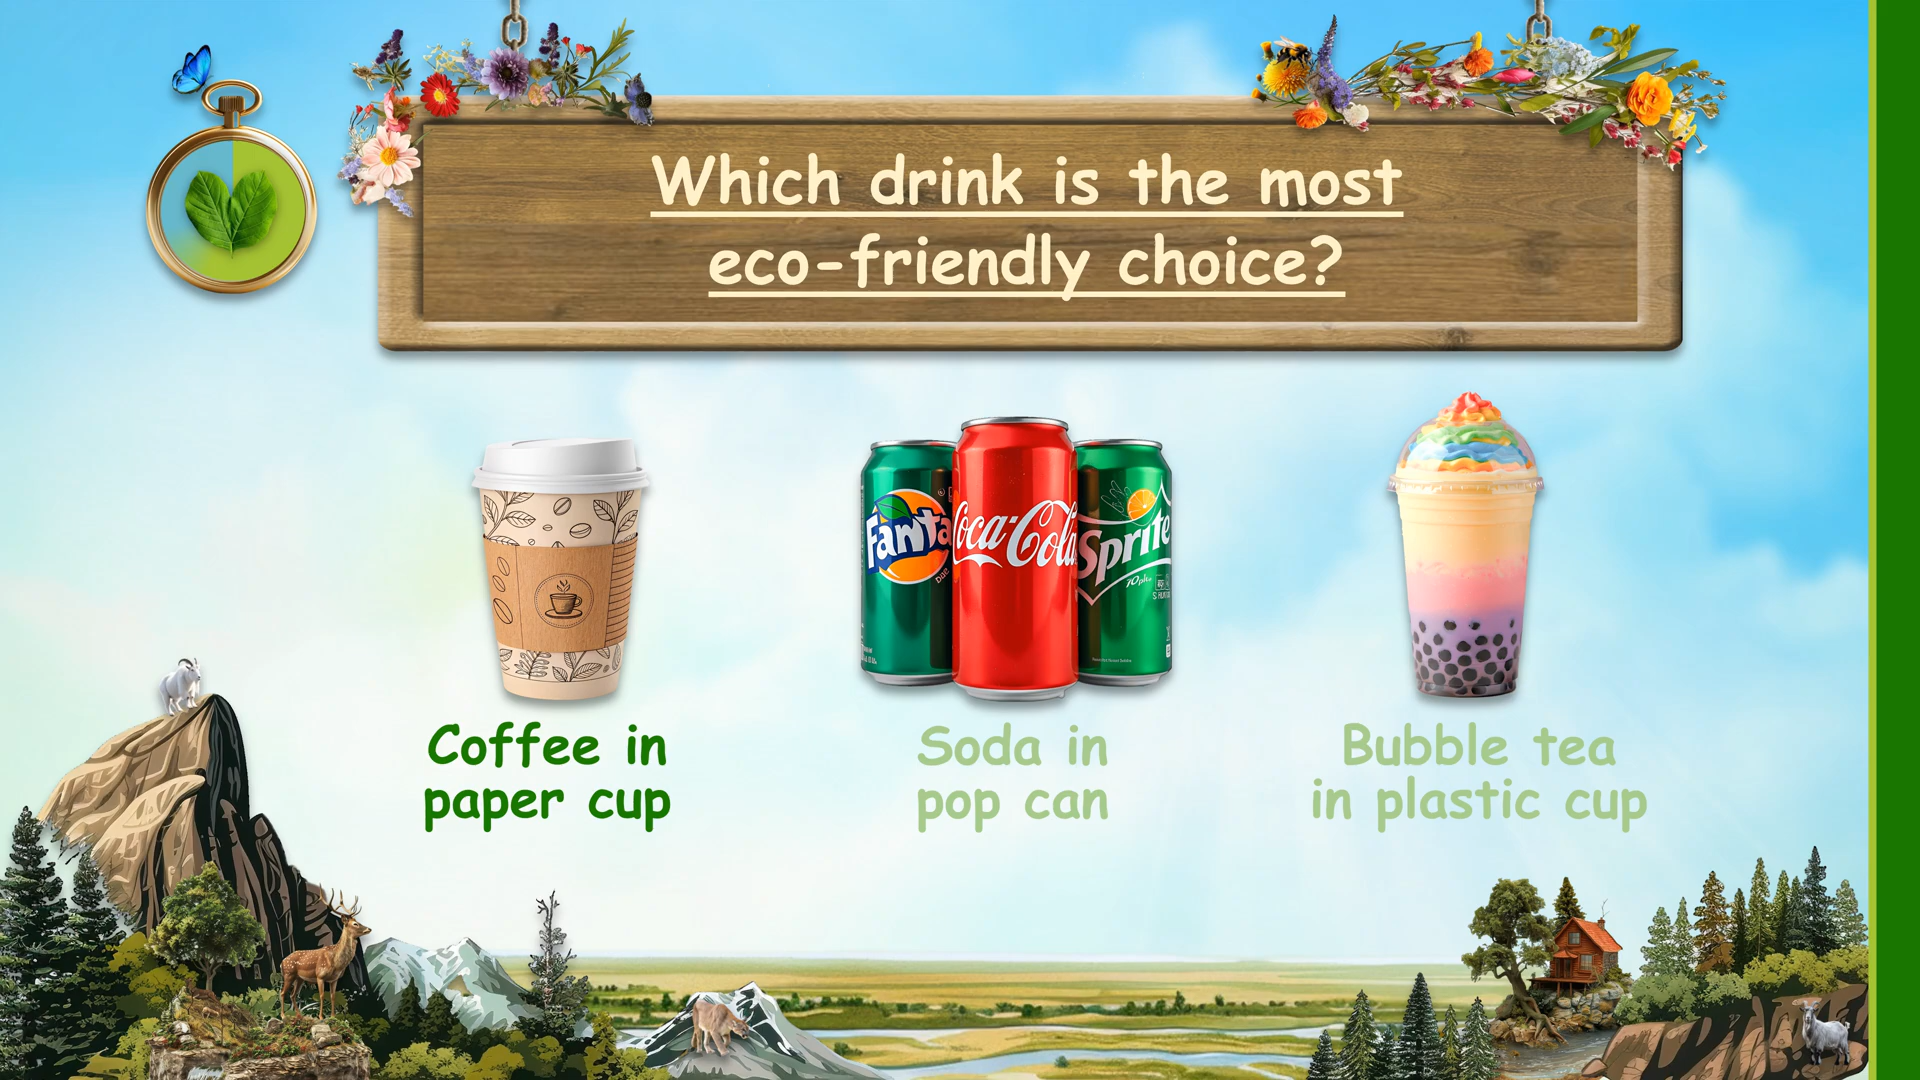 Which drink is the most
eco-friendly choice?
Fanta
Coca-Cola
Sprite
Coffee in
paper cup
Soda in
pop can
Bubble tea
in plastic cup